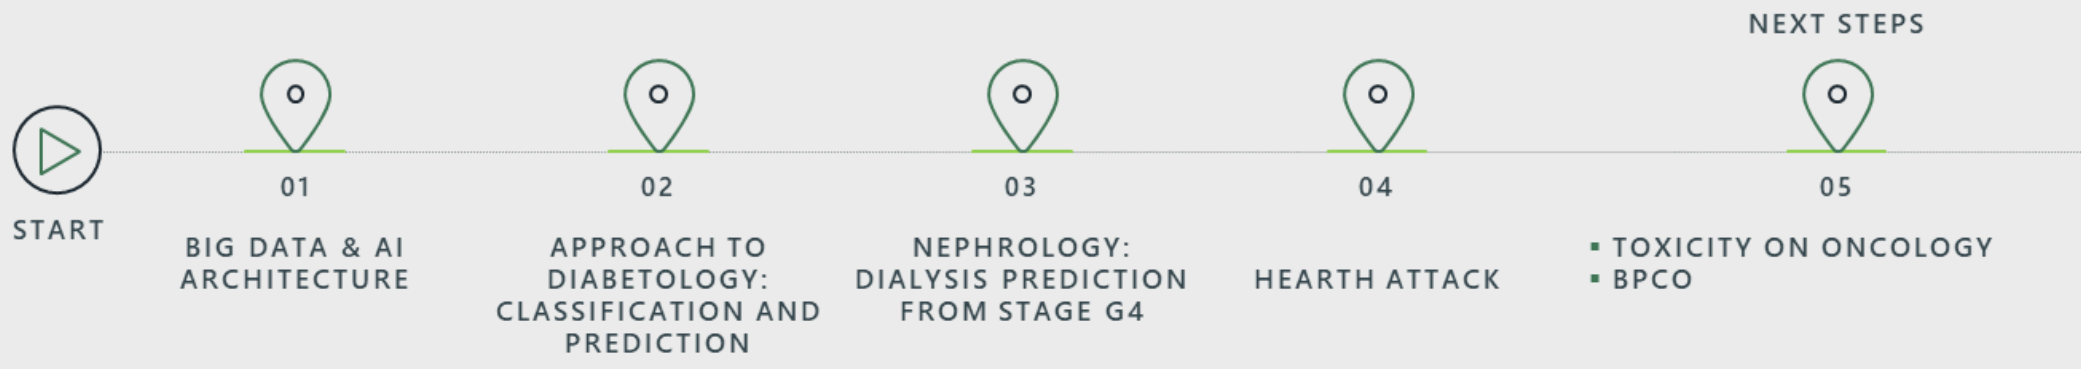 START
01
BIG DATA & AI
ARCHITECTURE
02
APPROACH TO
DIABETOLOGY:
CLASSIFICATION AND
PREDICTION
03
NEPHROLOGY:
DIALYSIS PREDICTION
FROM STAGE G4
04
HEARTH ATTACK
NEXT STEPS
05
▪ TOXICITY ON ONCOLOGY
▪ BPCO